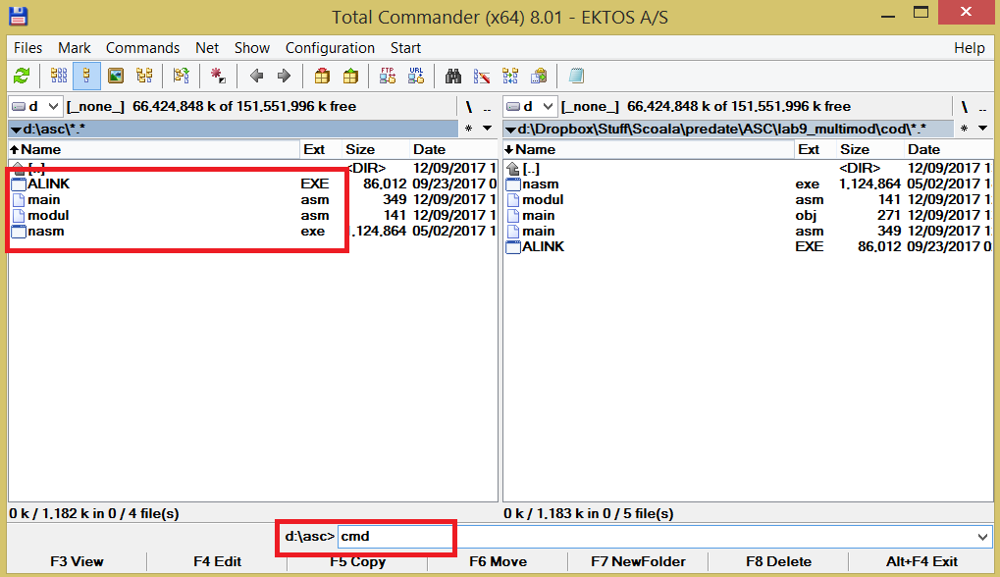 Total Commander (x64) 8.01 - EKTOS A/S
Files Mark Commands Net Show Configuration Start Help
FTP URL
d [_none_] 66,424,848 k of 151,551,996 k free \ ..
d [_none_] 66,424,848 k of 151,551,996 k free \ ..
d:\asc\*.* *
d:\Dropbox\Stuff\Scoala\predate\ASC\lab9_multimod\cod\*.* *
Name Ext Size Date
[..] <DIR> 12/09/2017 1
ALINK EXE 86,012 09/23/2017 0
main asm 349 12/09/2017 1
modul asm 141 12/09/2017 1
nasm exe .124,864 05/02/2017 1
0 k / 1,182 k in 0 / 4 file(s)
Name Ext Size Date
[..] <DIR> 12/09/2017 1
nasm exe 1,124,864 05/02/2017 1
modul asm 141 12/09/2017 1
main obj 271 12/09/2017 1
main asm 349 12/09/2017 1
ALINK EXE 86,012 09/23/2017 0
0 k / 1,183 k in 0 / 5 file(s)
d:\asc> cmd
F3 View F4 Edit F5 Copy F6 Move F7 NewFolder F8 Delete Alt+F4 Exit